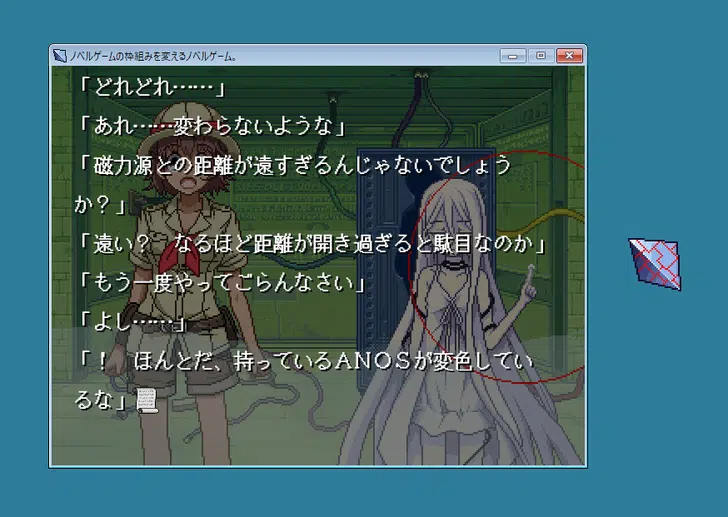 ノベルゲームの枠組みを変えるノベルゲーム。
「どれどれ……」
「あれ……変わらないような」
「磁力源との距離が遠すぎるんじゃないでしょう
か？」
「遠い？　なるほど距離が開き過ぎると駄目なのか」
「もう一度やってごらんなさい」
「よし……」
「！　ほんとだ、持っているＡＮＯＳが変色してい
るな」